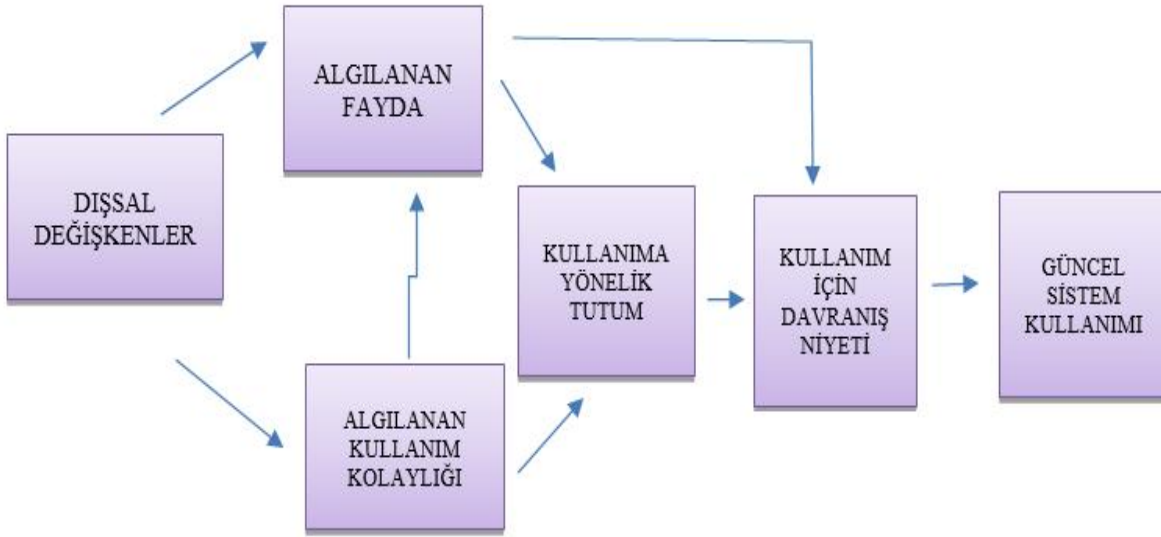 ALGILANAN
FAYDA
DIŞSAL
DEĞİŞKENLER
KULLANIMA
YÖNELİK
TUTUM
KULLANIM
İÇİN
DAVRANIŞ
NİYETİ
GÜNCEL
SİSTEM
KULLANIMI
ALGILANAN
KULLANIM
KOLAYLIĞI